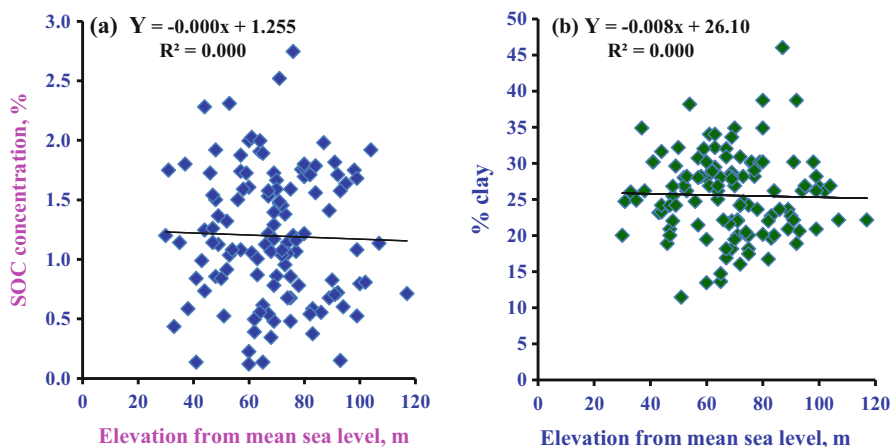 (a) Y = -0.000x + 1.255
R² = 0.000
SOC concentration, %
3.0
2.5
2.0
1.5
1.0
0.5
0.0
0 20 40 60 80 100 120
Elevation from mean sea level, m
(b) Y = -0.008x + 26.10
R² = 0.000
% clay
50
45
40
35
30
25
20
15
10
5
0
0 20 40 60 80 100 120
Elevation from mean sea level, m